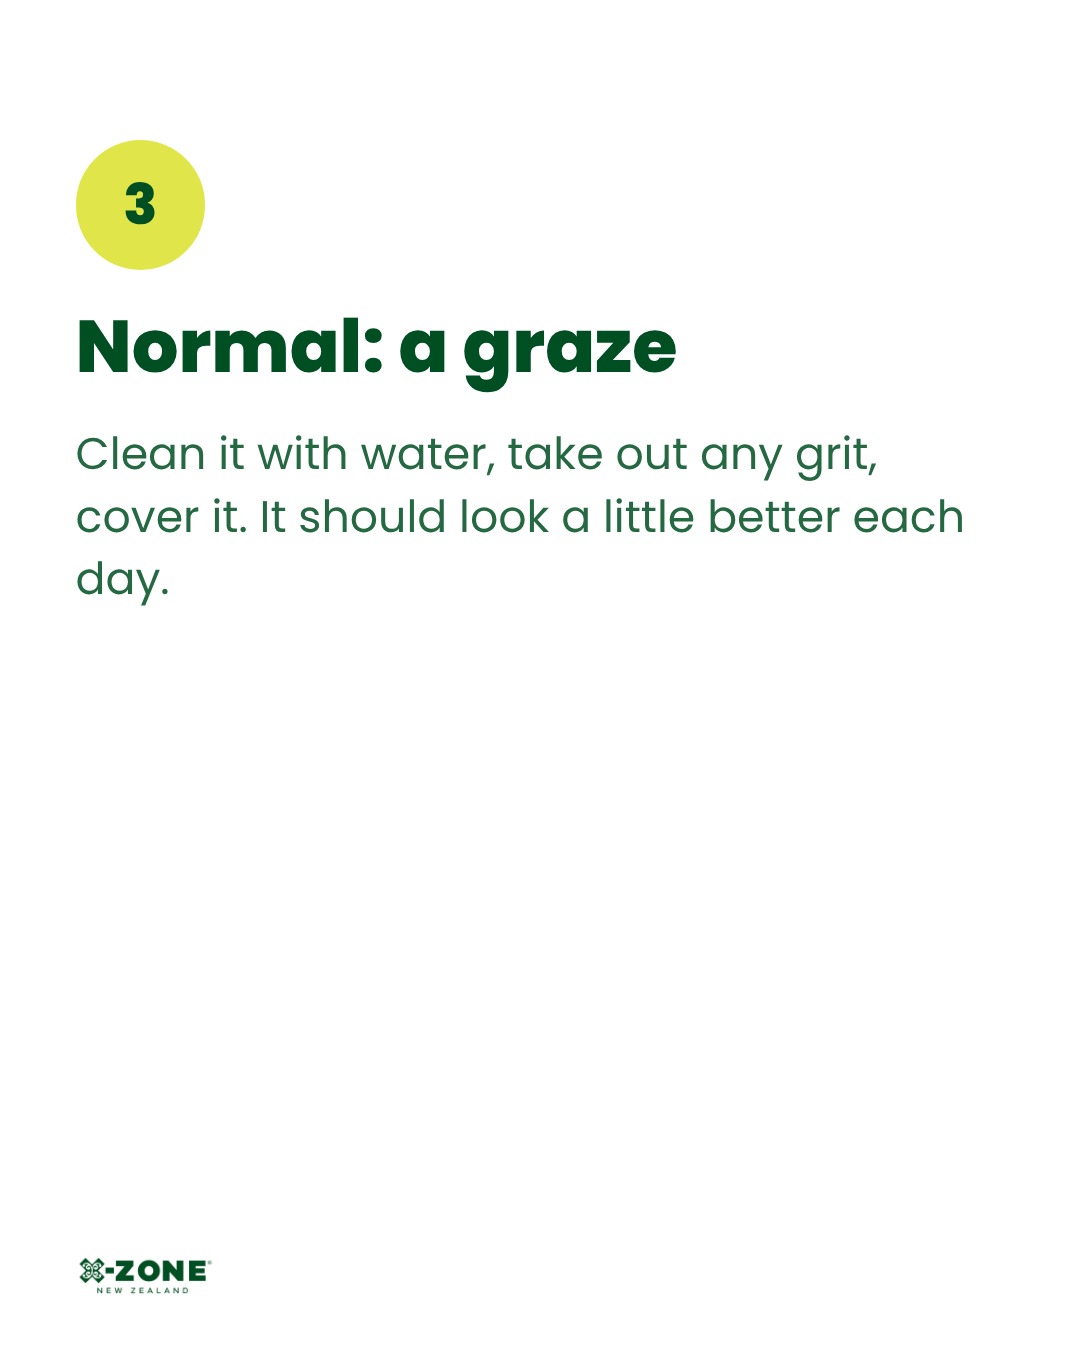 3
Normal: a graze
Clean it with water, take out any grit,
cover it. It should look a little better each
day.
X-ZONE
NEW ZEALAND